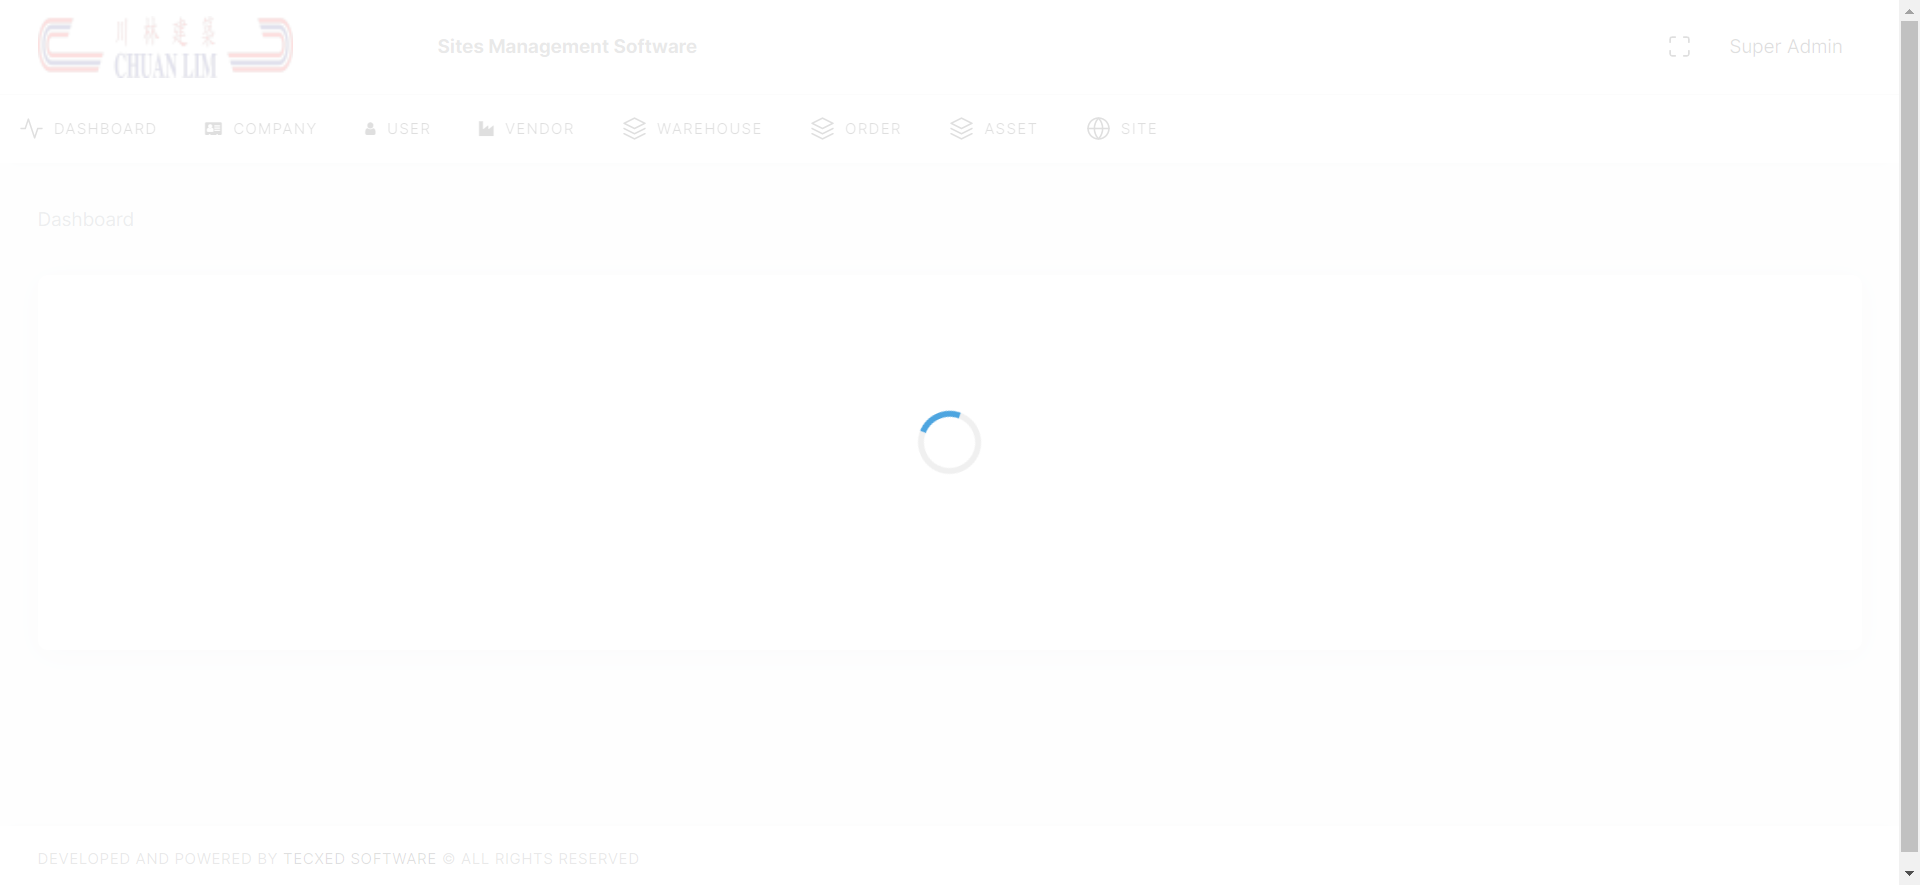 川林建築
CHUAN LIM
Sites Management Software
Super Admin
DASHBOARD COMPANY USER VENDOR WAREHOUSE ORDER ASSET SITE
Dashboard
DEVELOPED AND POWERED BY TECXED SOFTWARE © ALL RIGHTS RESERVED